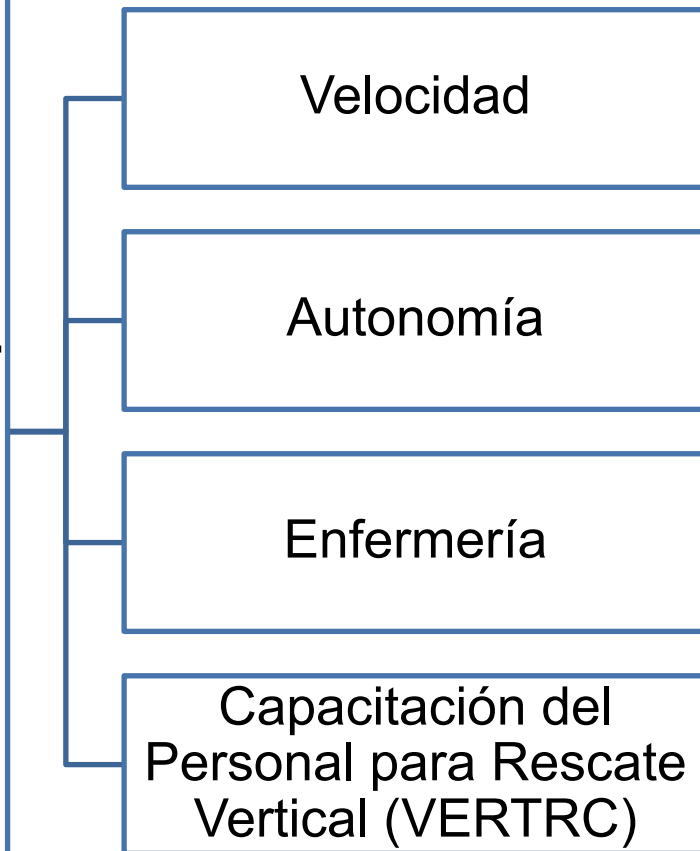 Velocidad
Autonomía
Enfermería
Capacitación del
Personal para Rescate
Vertical (VERTRC)